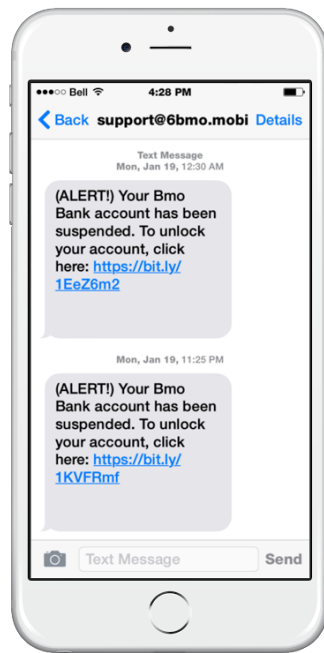 Bell 4:28 PM
Back support@6bmo.mobi Details
Text Message
Mon, Jan 19, 12:30 AM
(ALERT!) Your Bmo
Bank account has been
suspended. To unlock
your account, click
here: https://bit.ly/
1EeZ6m2
Mon, Jan 19, 11:25 PM
(ALERT!) Your Bmo
Bank account has been
suspended. To unlock
your account, click
here: https://bit.ly/
1KVFRmf
Text Message Send